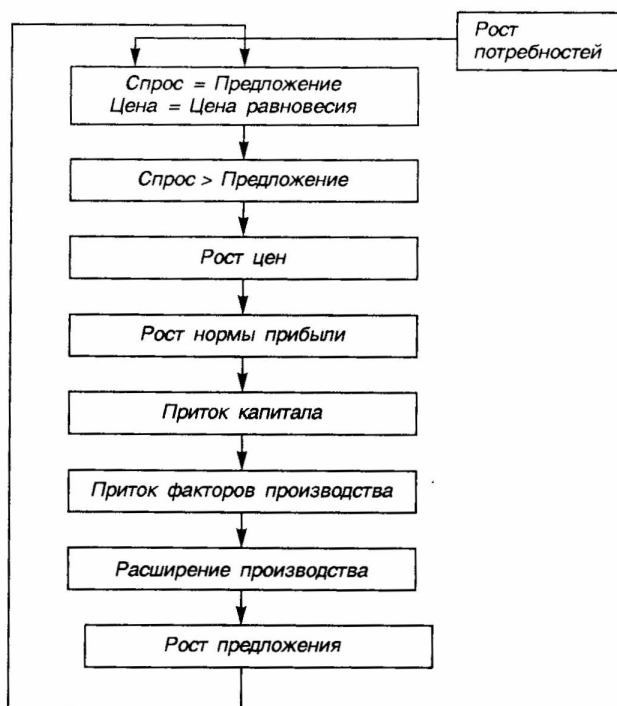 Рост
потребностей
Спрос = Предложение
Цена = Цена равновесия
Спрос > Предложение
Рост цен
Рост нормы прибыли
Приток капитала
Приток факторов производства
Расширение производства
Рост предложения